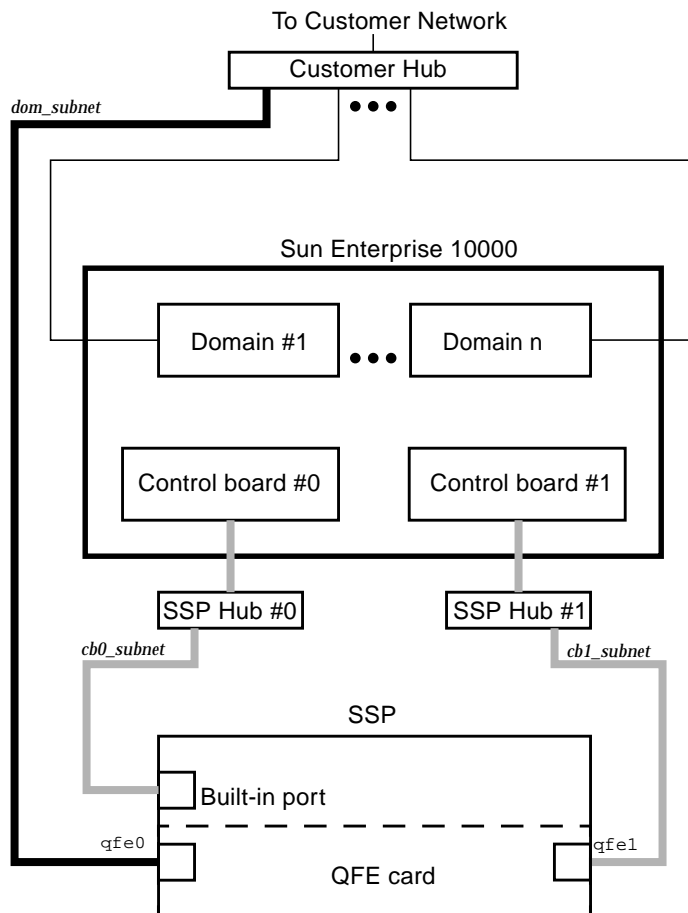 To Customer Network
Customer Hub
dom_subnet
Sun Enterprise 10000
Domain #1
Domain n
Control board #0
Control board #1
SSP Hub #0
SSP Hub #1
cb0_subnet
cb1_subnet
SSP
Built-in port
qfe0
qfe1
QFE card